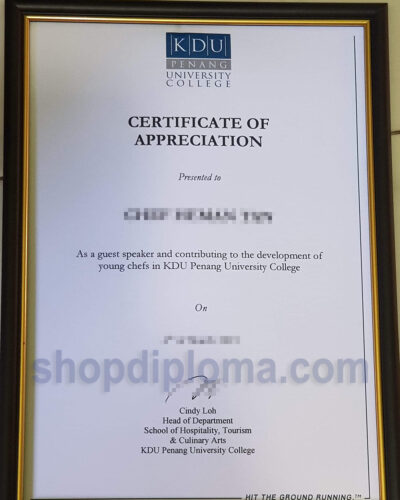 KDU
PENANG
UNIVERSITY
COLLEGE
CERTIFICATE OF
APPRECIATION
Presented to
As a guest speaker and contributing to the development of
young chefs in KDU Penang University College
On
shopdiploma.com
Cindy Loh
Head of Department
School of Hospitality, Tourism
& Culinary Arts
KDU Penang University College
HIT THE GROUND RUNNING.™